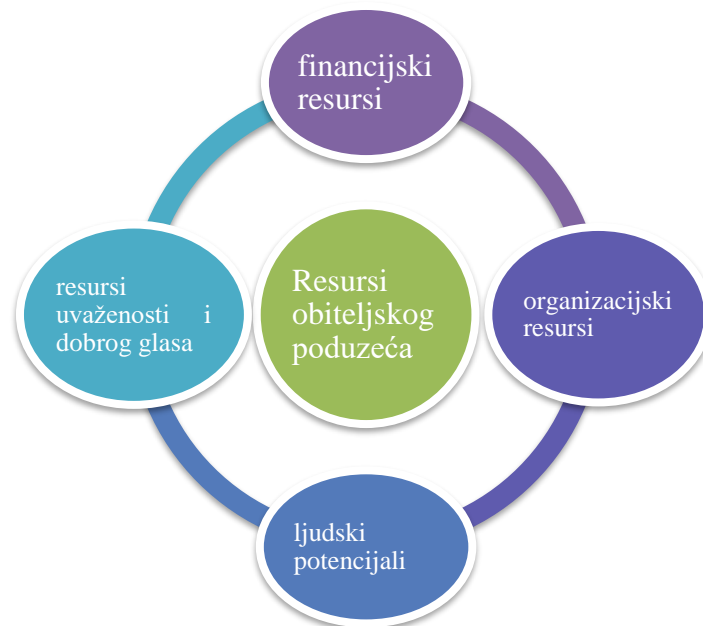 financijski
resursi
resursi
uvaženosti i
dobrog glasa
Resursi
obiteljskog
poduzeća
organizacijski
resursi
ljudski
potencijali